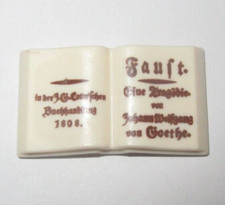 in der J. G. Cotta'schen
Buchhandlung
1808.
Faust.
Eine Tragödie.
von
Johann Wolfgang
von Goethe.